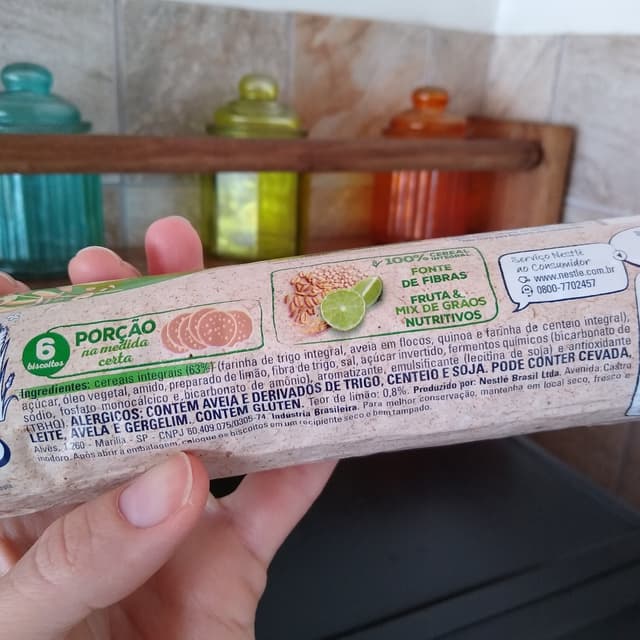 6
biscoitos
PORÇÃO
na medida
certa
100% CEREAL
INTEGRAL
FONTE
DE FIBRAS
FRUTA &
MIX DE GRÃOS
NUTRITIVOS
Serviço Nestlé
ao Consumidor
www.nestle.com.br
0800-7702457
Ingredientes: cereais integrais (63%) (farinha de trigo integral, aveia em flocos, quinoa e farinha de centeio integral),
açúcar, óleo vegetal, amido, preparado de limão, fibra de trigo, sal, açúcar invertido, fermentos químicos (bicarbonato de
sódio, fosfato monocálcico e bicarbonato de amônio), aromatizante, emulsificante (lecitina de soja) e antioxidante
(TBHQ). ALÉRGICOS: CONTÉM AVEIA E DERIVADOS DE TRIGO, CENTEIO E SOJA. PODE CONTER CEVADA,
LEITE, AVELÃ E GERGELIM. CONTÉM GLÚTEN. Teor de limão: 0,8%. Produzido por: Nestlé Brasil Ltda. Avenida Castro
Alves, 1260 - Marília - SP - CNPJ 60.409.075/0305-74. Indústria Brasileira. Para melhor conservação, mantenha em local seco, fresco e
inodoro. Após abrir a embalagem, coloque os biscoitos em um recipiente seco e bem tampado.